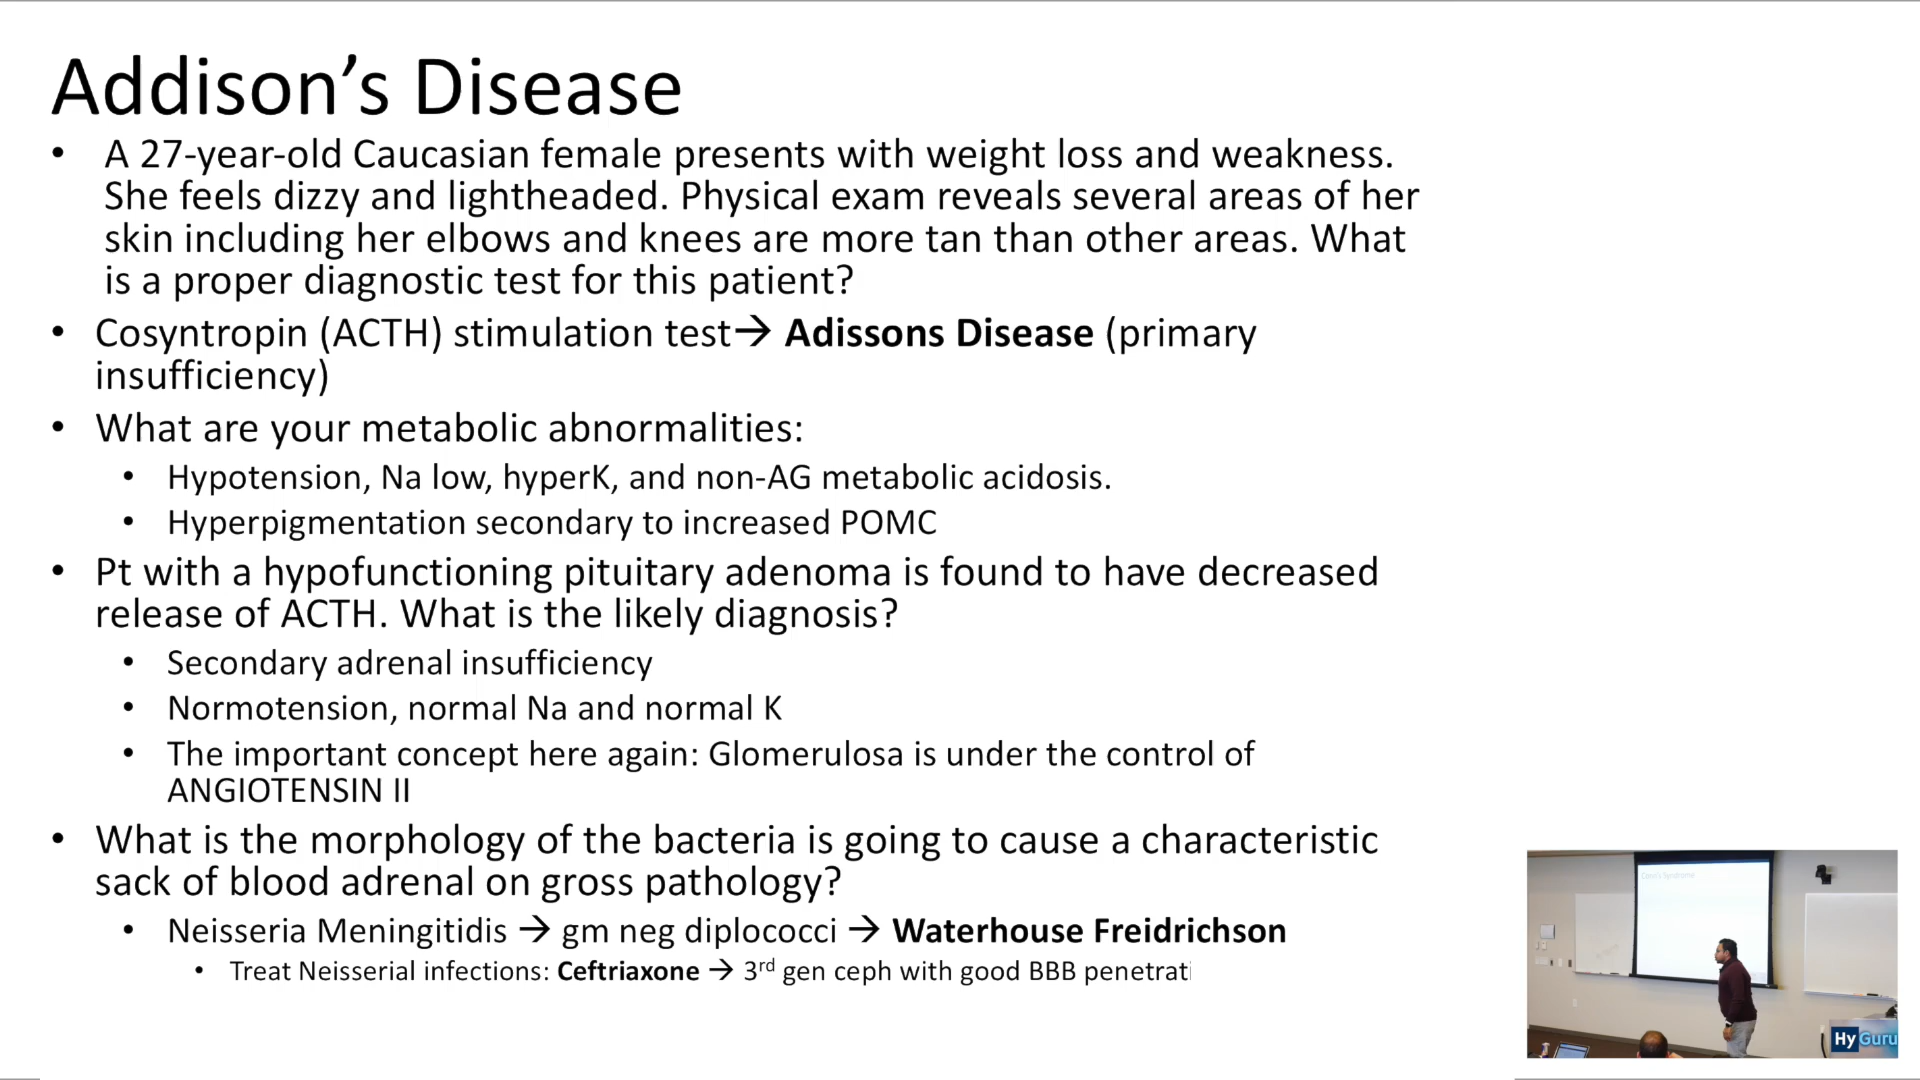 Addison’s Disease
• A 27-year-old Caucasian female presents with weight loss and weakness.
She feels dizzy and lightheaded. Physical exam reveals several areas of her
skin including her elbows and knees are more tan than other areas. What
is a proper diagnostic test for this patient?
• Cosyntropin (ACTH) stimulation test→ Adissons Disease (primary
insufficiency)
• What are your metabolic abnormalities:
• Hypotension, Na low, hyperK, and non-AG metabolic acidosis.
• Hyperpigmentation secondary to increased POMC
• Pt with a hypofunctioning pituitary adenoma is found to have decreased
release of ACTH. What is the likely diagnosis?
• Secondary adrenal insufficiency
• Normotension, normal Na and normal K
• The important concept here again: Glomerulosa is under the control of
ANGIOTENSIN II
• What is the morphology of the bacteria is going to cause a characteristic
sack of blood adrenal on gross pathology?
• Neisseria Meningitidis → gm neg diplococci → Waterhouse Freidrichson
• Treat Neisserial infections: Ceftriaxone → 3rd gen ceph with good BBB penetrati
Conn's Syndrome
HyGuru